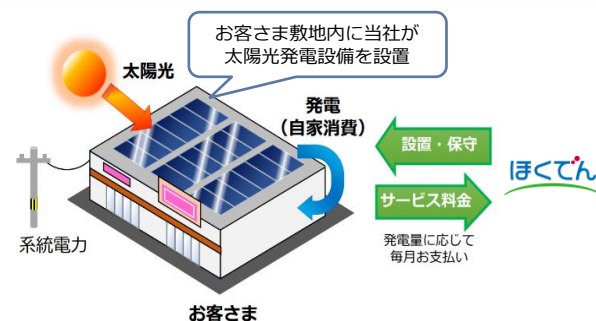 お客さま敷地内に当社が
太陽光発電設備を設置
太陽光
発電
（自家消費）
設置・保守
ほくでん
サービス料金
発電量に応じて
毎月お支払い
系統電力
お客さま